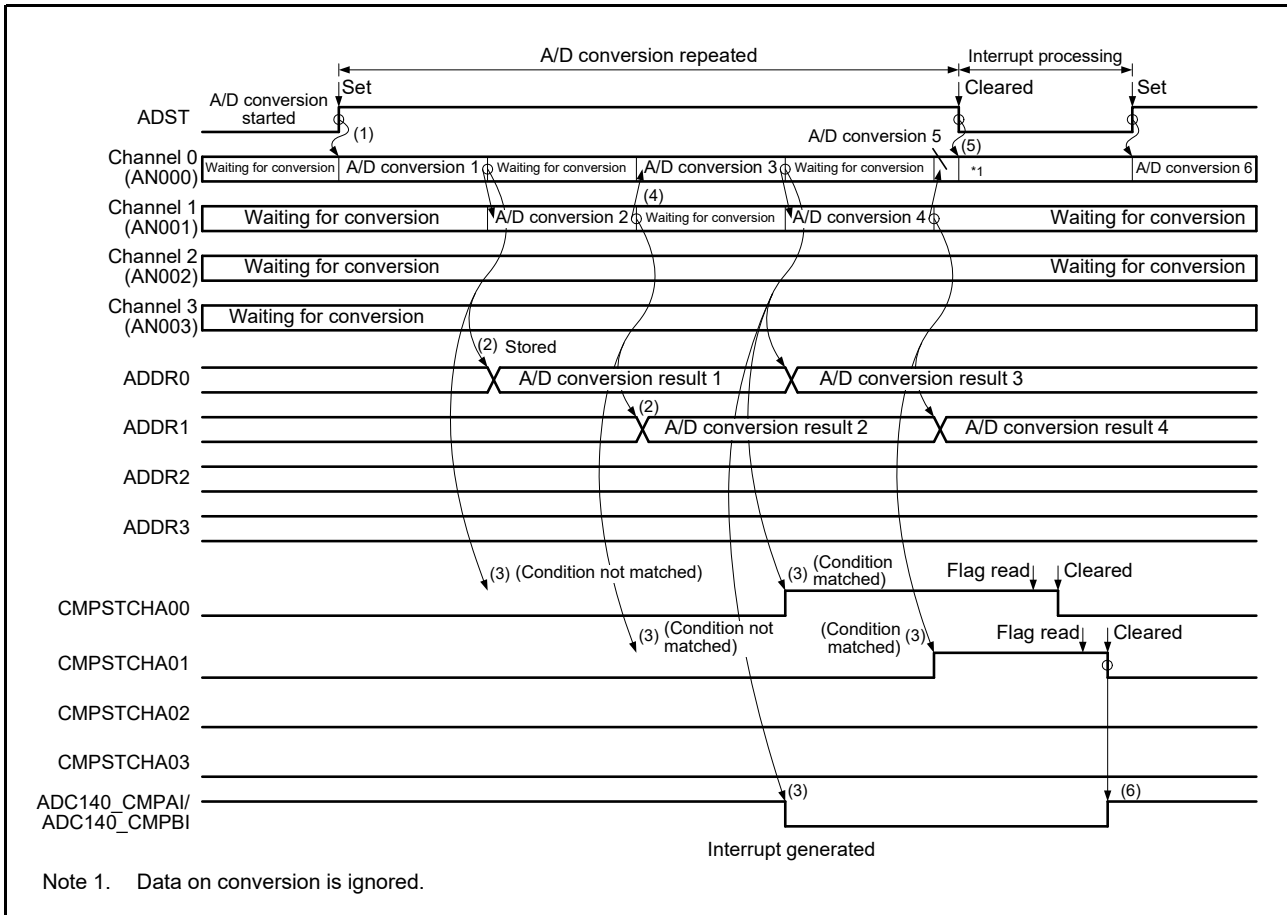 A/D conversion repeated
Interrupt processing
A/D conversion
started
Set
Cleared
Set
ADST
(1)
A/D conversion 5
(5)
Channel 0
(AN000)
Waiting for conversion
A/D conversion 1
Waiting for conversion
A/D conversion 3
Waiting for conversion
*1
A/D conversion 6
(4)
Channel 1
(AN001)
Waiting for conversion
A/D conversion 2
Waiting for conversion
A/D conversion 4
Waiting for conversion
Channel 2
(AN002)
Waiting for conversion
Waiting for conversion
Channel 3
(AN003)
Waiting for conversion
(2) Stored
ADDR0
A/D conversion result 1
A/D conversion result 3
(2)
ADDR1
A/D conversion result 2
A/D conversion result 4
ADDR2
ADDR3
(3) (Condition not matched)
(3) (Condition
matched)
Flag read
Cleared
CMPSTCHA00
(3) (Condition not
matched)
(Condition
matched) (3)
Flag read
Cleared
CMPSTCHA01
CMPSTCHA02
CMPSTCHA03
ADC140_CMPAI/
ADC140_CMPBI
(3)
(6)
Interrupt generated
Note 1. Data on conversion is ignored.